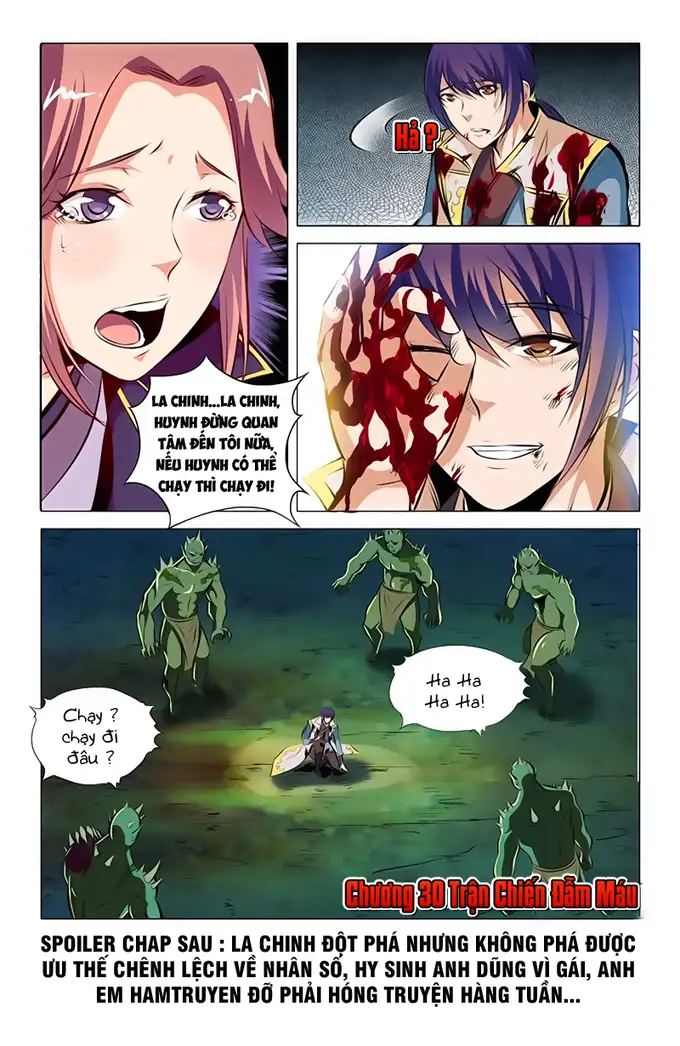 Hả ?
LA CHINH...LA CHINH,
HUYNH ĐỪNG QUAN
TÂM ĐẾN TÔI NỮA,
NẾU HUYNH CÓ THỂ
CHẠY THÌ CHẠY ĐI!
Chạy ?
chạy đi
đâu ?
Ha Ha
Ha Ha!
Chương 30 Trận Chiến Đẫm Máu
SPOILER CHAP SAU : LA CHINH ĐỘT PHÁ NHƯNG KHÔNG PHÁ ĐƯỢC
ƯU THẾ CHÊNH LỆCH VỀ NHÂN SỐ, HY SINH ANH DŨNG VÌ GÁI, ANH
EM HAMTRUYEN ĐỠ PHẢI HÓNG TRUYỆN HÀNG TUẦN...